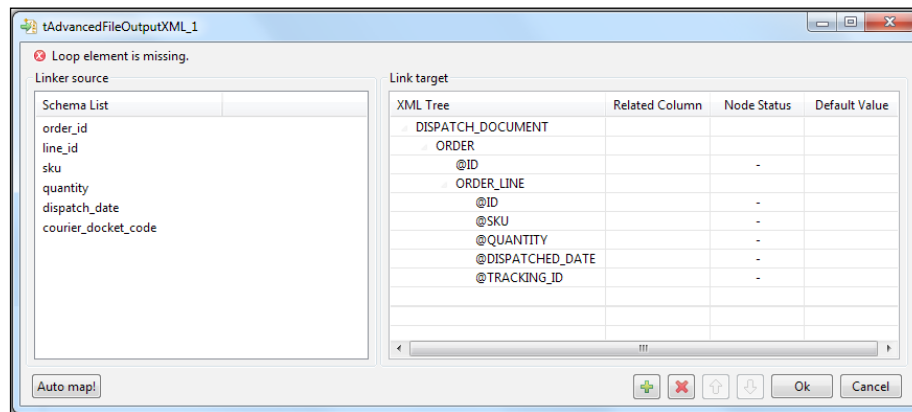 tAdvancedFileOutputXML_1
Loop element is missing.
Linker source
Link target
Schema List
XML Tree Related Column Node Status Default Value
order_id
line_id
sku
quantity
dispatch_date
courier_docket_code
DISPATCH_DOCUMENT
ORDER
@ID -
ORDER_LINE
@ID -
@SKU -
@QUANTITY -
@DISPATCHED_DATE -
@TRACKING_ID -
Auto map!
Ok Cancel